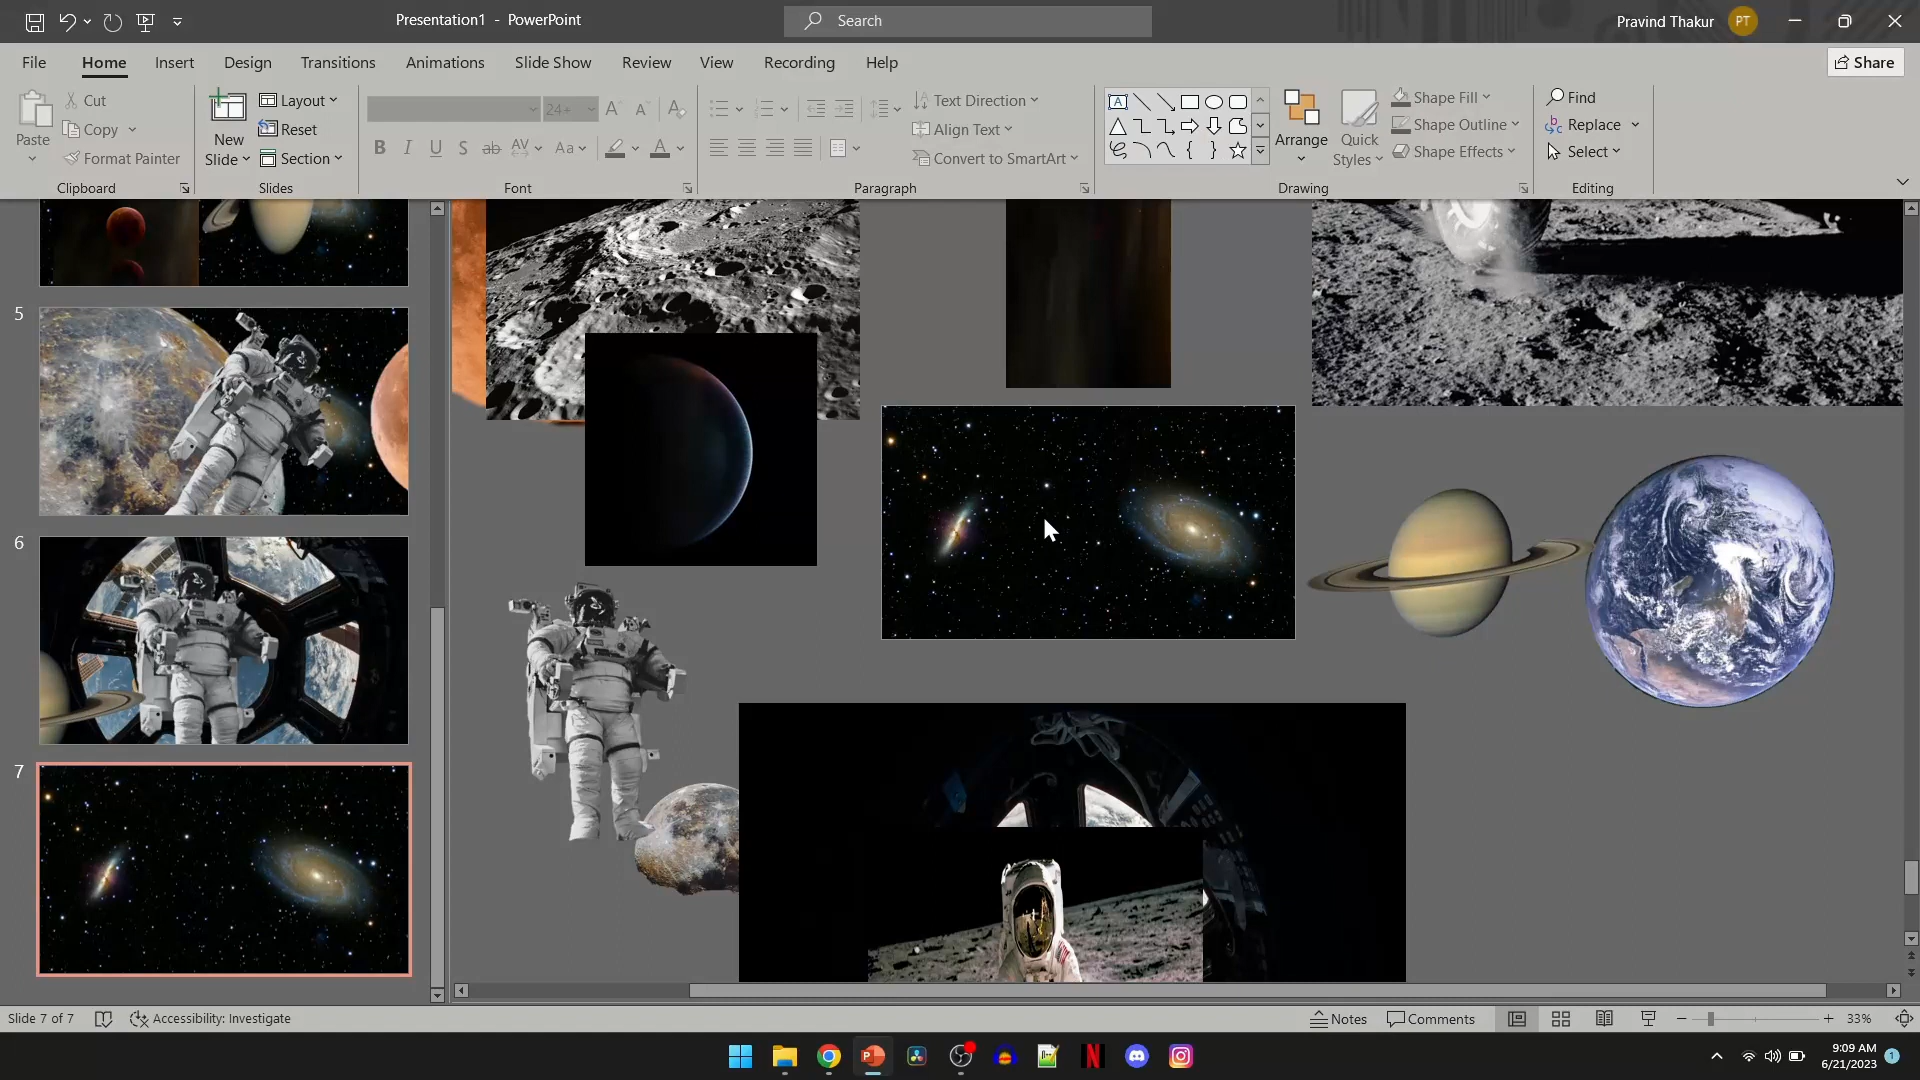 Presentation1 - PowerPoint
Search
Pravind Thakur
PT
File
Home
Insert
Design
Transitions
Animations
Slide Show
Review
View
Recording
Help
Share
Paste
Cut
Copy
Format Painter
Clipboard
New
Slide
Layout
Reset
Section
Slides
24+
Font
Text Direction
Align Text
Convert to SmartArt
Paragraph
Arrange
Quick
Styles
Shape Fill
Shape Outline
Shape Effects
Drawing
Find
Replace
Select
Editing
5
6
7
Slide 7 of 7
Accessibility: Investigate
Notes
Comments
33%
9:09 AM
6/21/2023
1